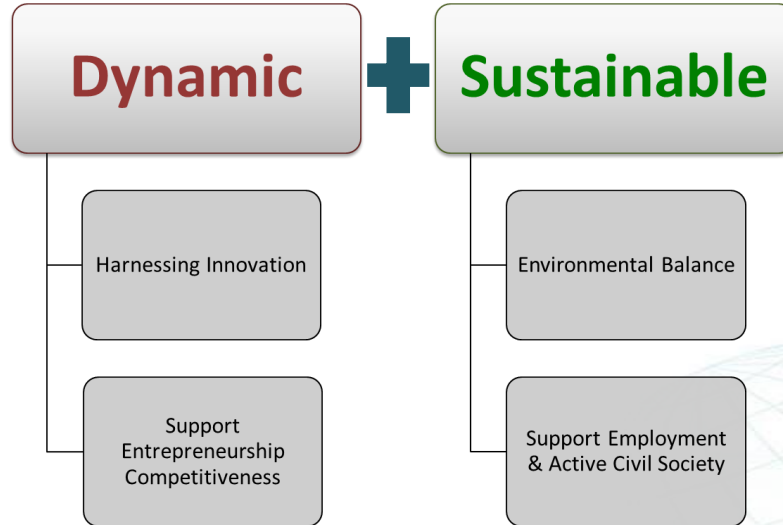 Dynamic
Sustainable
Harnessing Innovation
Environmental Balance
Support
Entrepreneurship
Competitiveness
Support Employment
& Active Civil Society